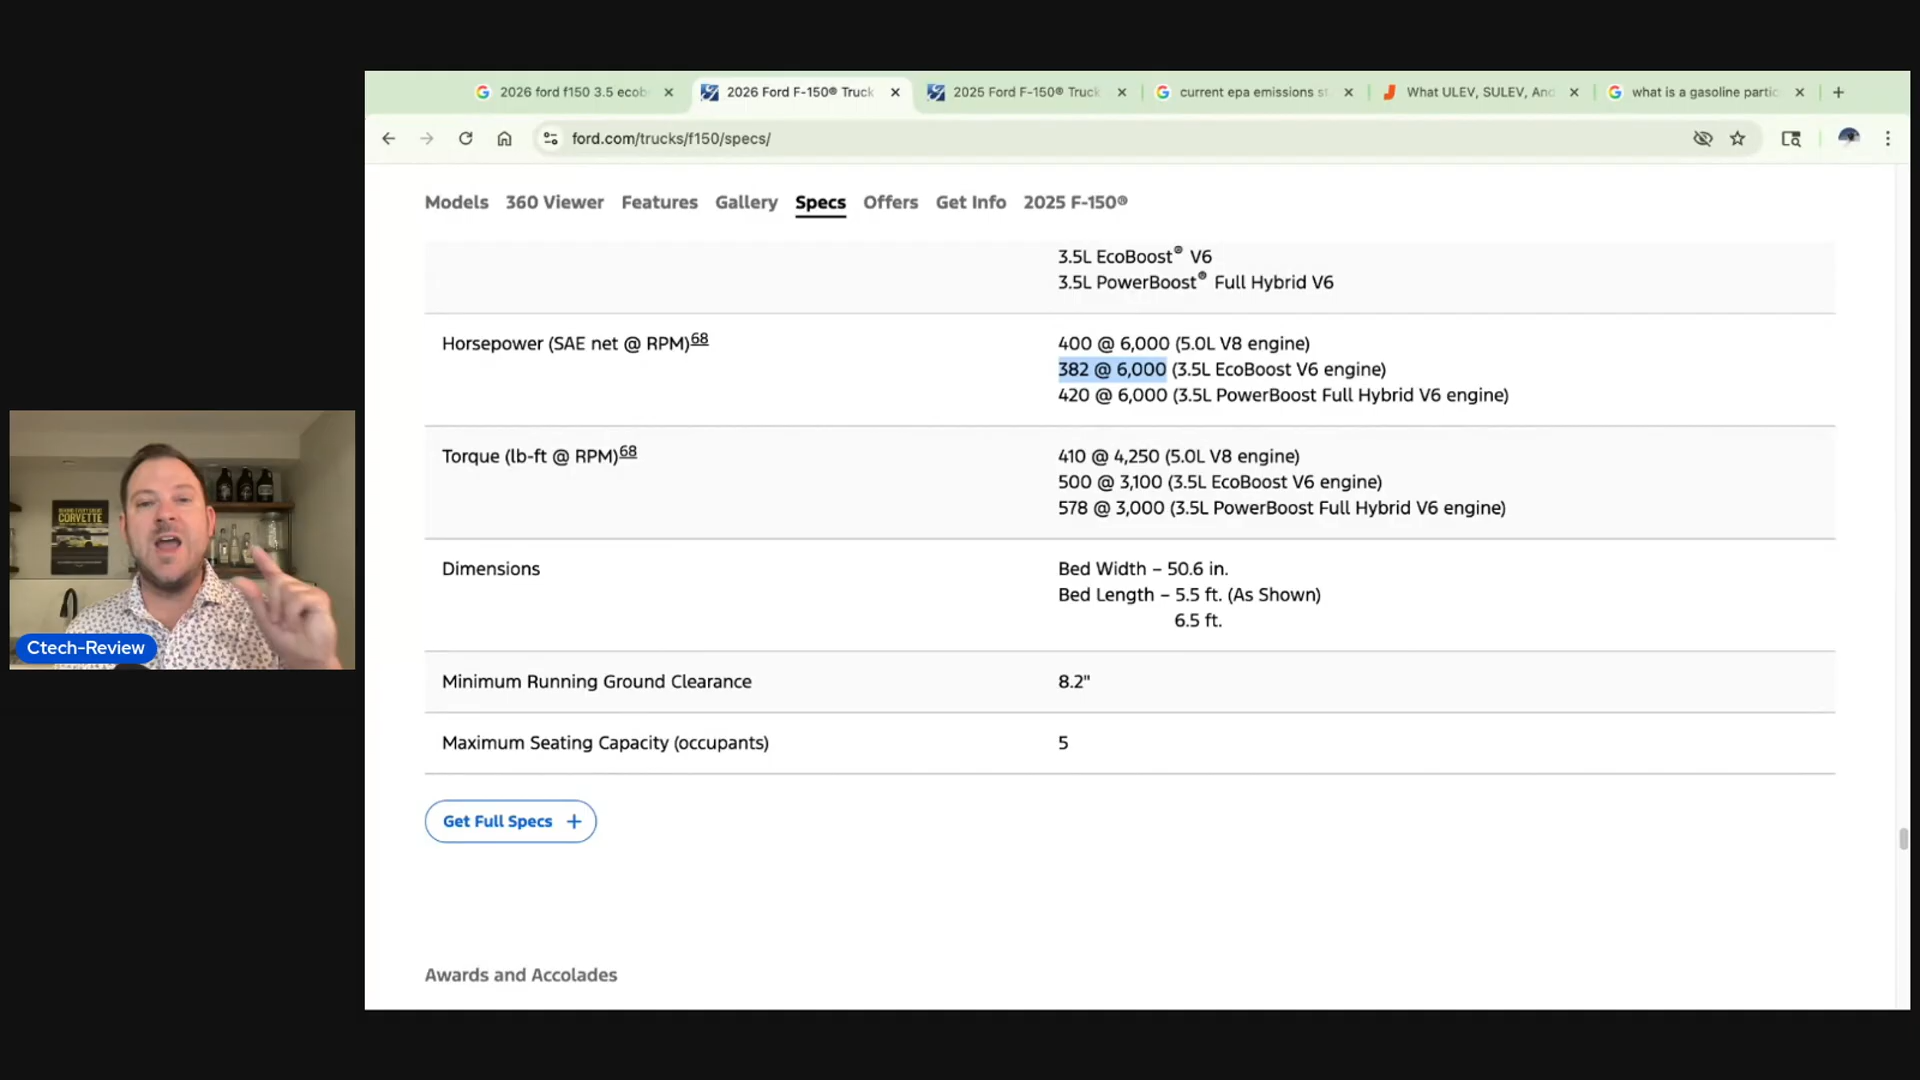 2026 ford f150 3.5 ecob
2026 Ford F-150® Truck
2025 Ford F-150® Truck
current epa emissions st
What ULEV, SULEV, And
what is a gasoline partic
ford.com/trucks/f150/specs/
Models 360 Viewer Features Gallery Specs Offers Get Info 2025 F-150®
3.5L EcoBoost® V6
3.5L PowerBoost® Full Hybrid V6
Horsepower (SAE net @ RPM)68
400 @ 6,000 (5.0L V8 engine)
382 @ 6,000 (3.5L EcoBoost V6 engine)
420 @ 6,000 (3.5L PowerBoost Full Hybrid V6 engine)
Torque (lb-ft @ RPM)68
410 @ 4,250 (5.0L V8 engine)
500 @ 3,100 (3.5L EcoBoost V6 engine)
578 @ 3,000 (3.5L PowerBoost Full Hybrid V6 engine)
Dimensions
Bed Width – 50.6 in.
Bed Length – 5.5 ft. (As Shown)
6.5 ft.
Minimum Running Ground Clearance
8.2"
Maximum Seating Capacity (occupants)
5
Get Full Specs +
Awards and Accolades
CORVETTE
Ctech-Review